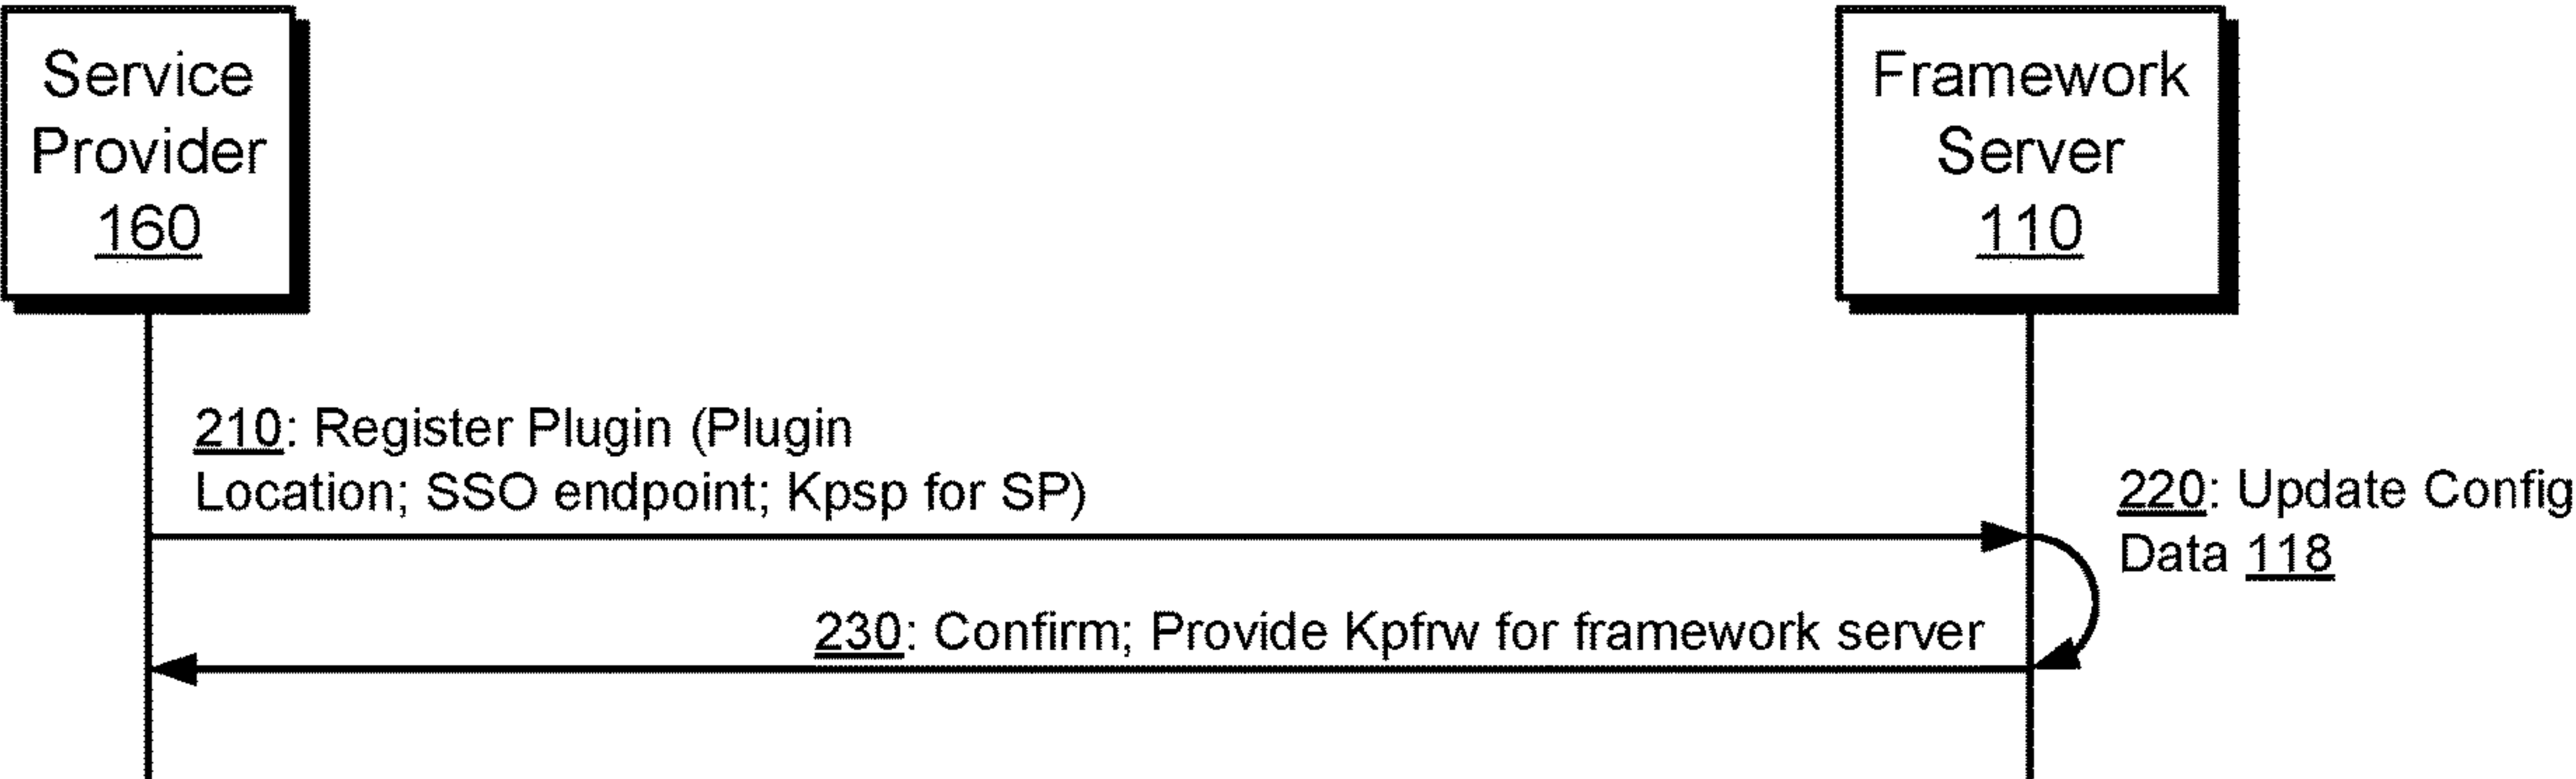 Service
Provider
160
Framework
Server
110
210: Register Plugin (Plugin
Location; SSO endpoint; Kpsp for SP)
220: Update Config
Data 118
230: Confirm; Provide Kpfrw for framework server